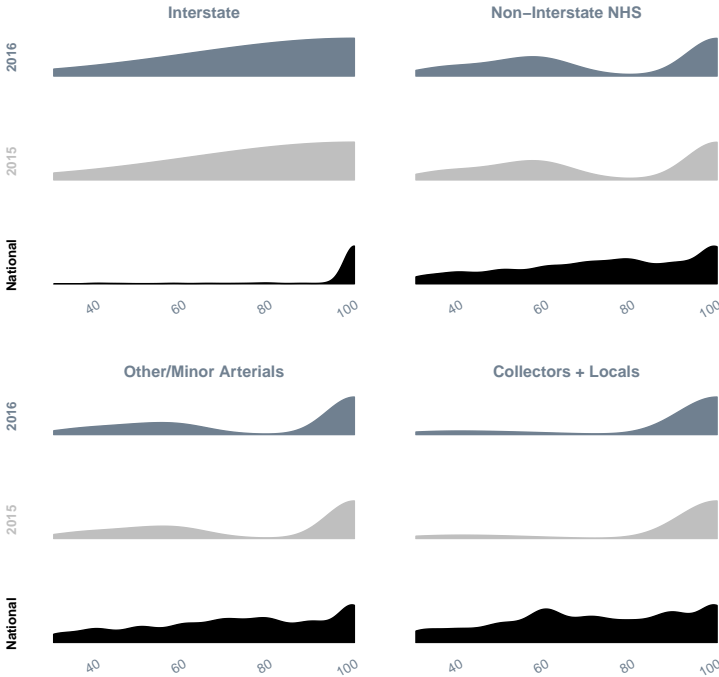 Interstate
Non−Interstate NHS
2016
2015
National
40 60 80 100
40 60 80 100
Other/Minor Arterials
Collectors + Locals
2016
2015
National
40 60 80 100
40 60 80 100